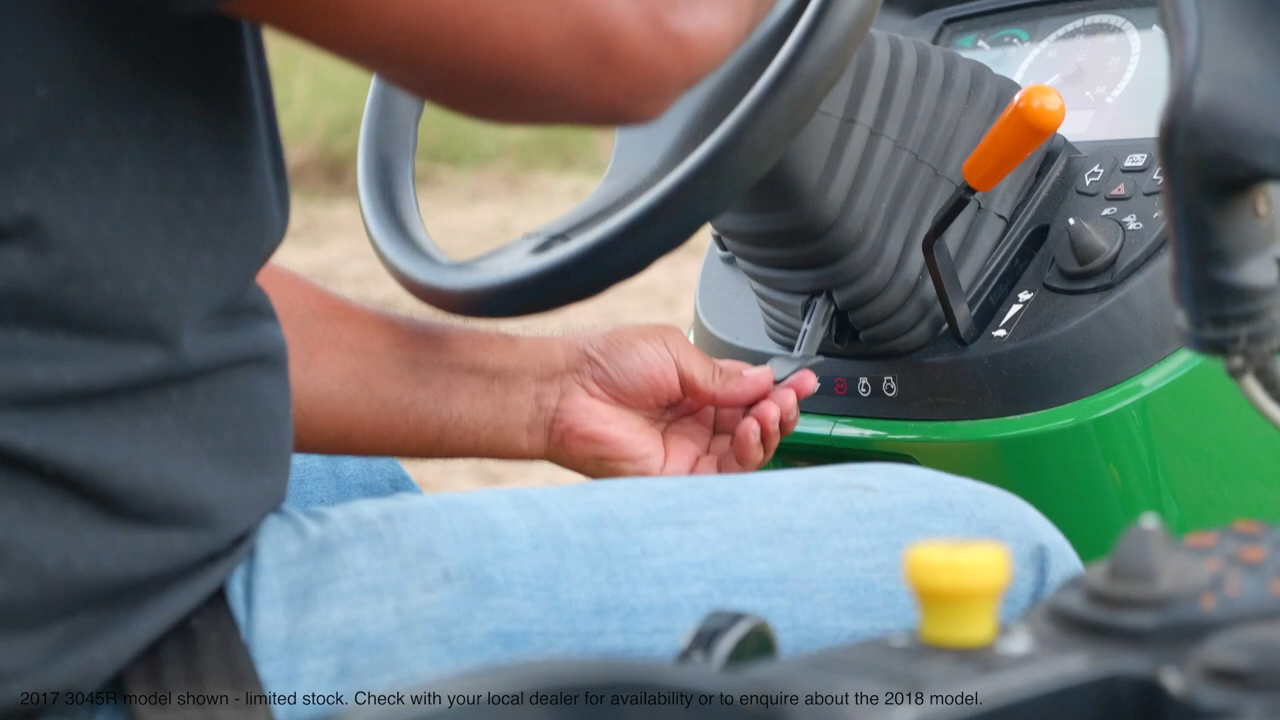 2017 3045R model shown - limited stock. Check with your local dealer for availability or to enquire about the 2018 model.